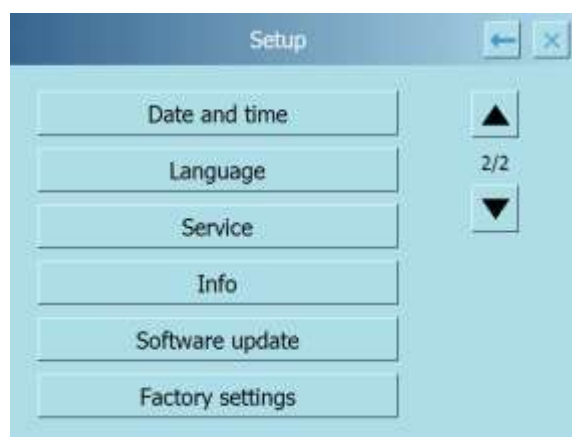 Setup
Date and time
Language
2/2
Service
Info
Software update
Factory settings